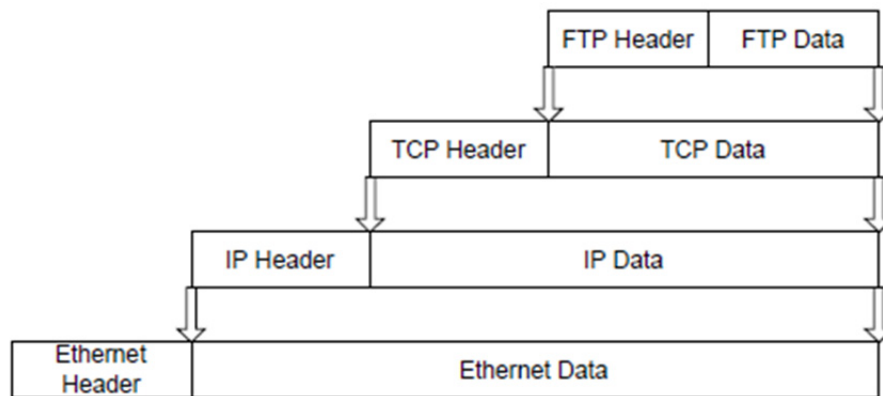 FTP Header
FTP Data
TCP Header
TCP Data
IP Header
IP Data
Ethernet
Header
Ethernet Data